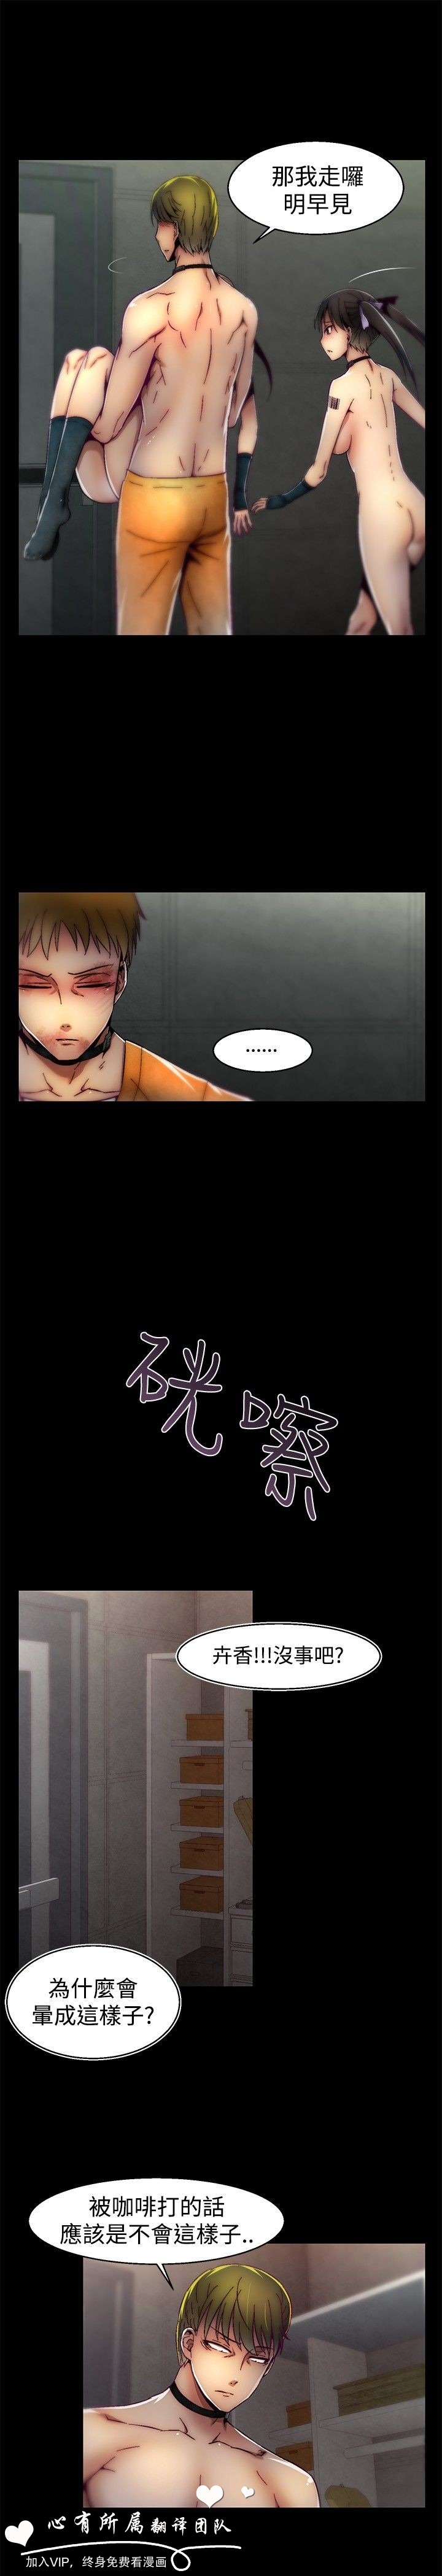 那我走囉
明早見
……
硄嚓
卉香!!!沒事吧?
為什麼會
暈成這樣子?
被咖啡打的話
應該是不會這樣子..
心有所属翻译团队
加入VIP，终身免费看漫画